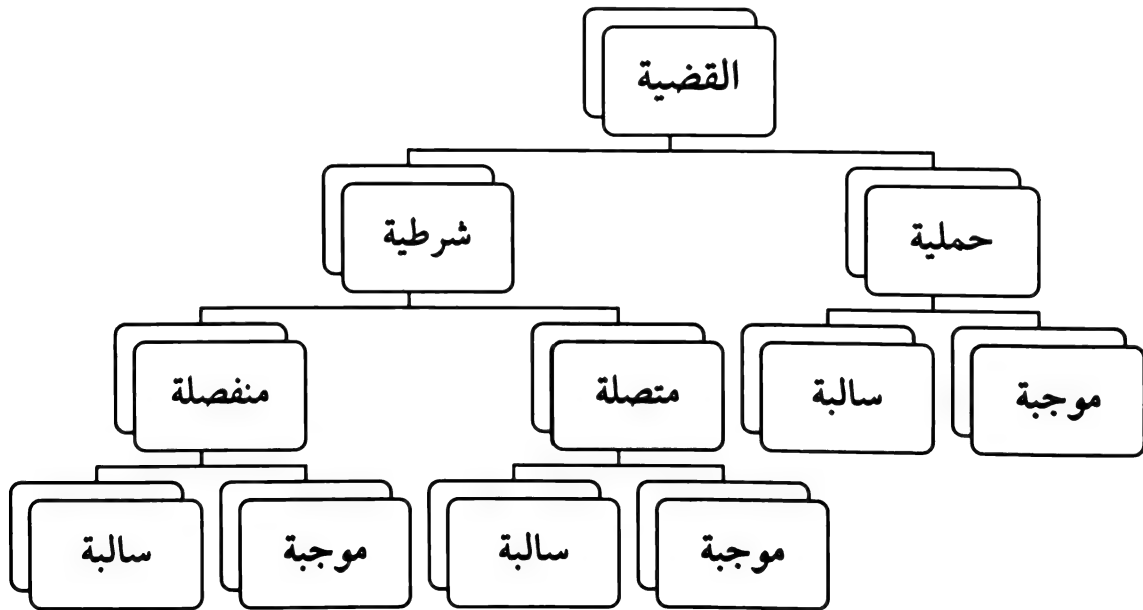 القضية
حملية
شرطية
موجبة
سالبة
متصلة
منفصلة
موجبة
سالبة
موجبة
سالبة